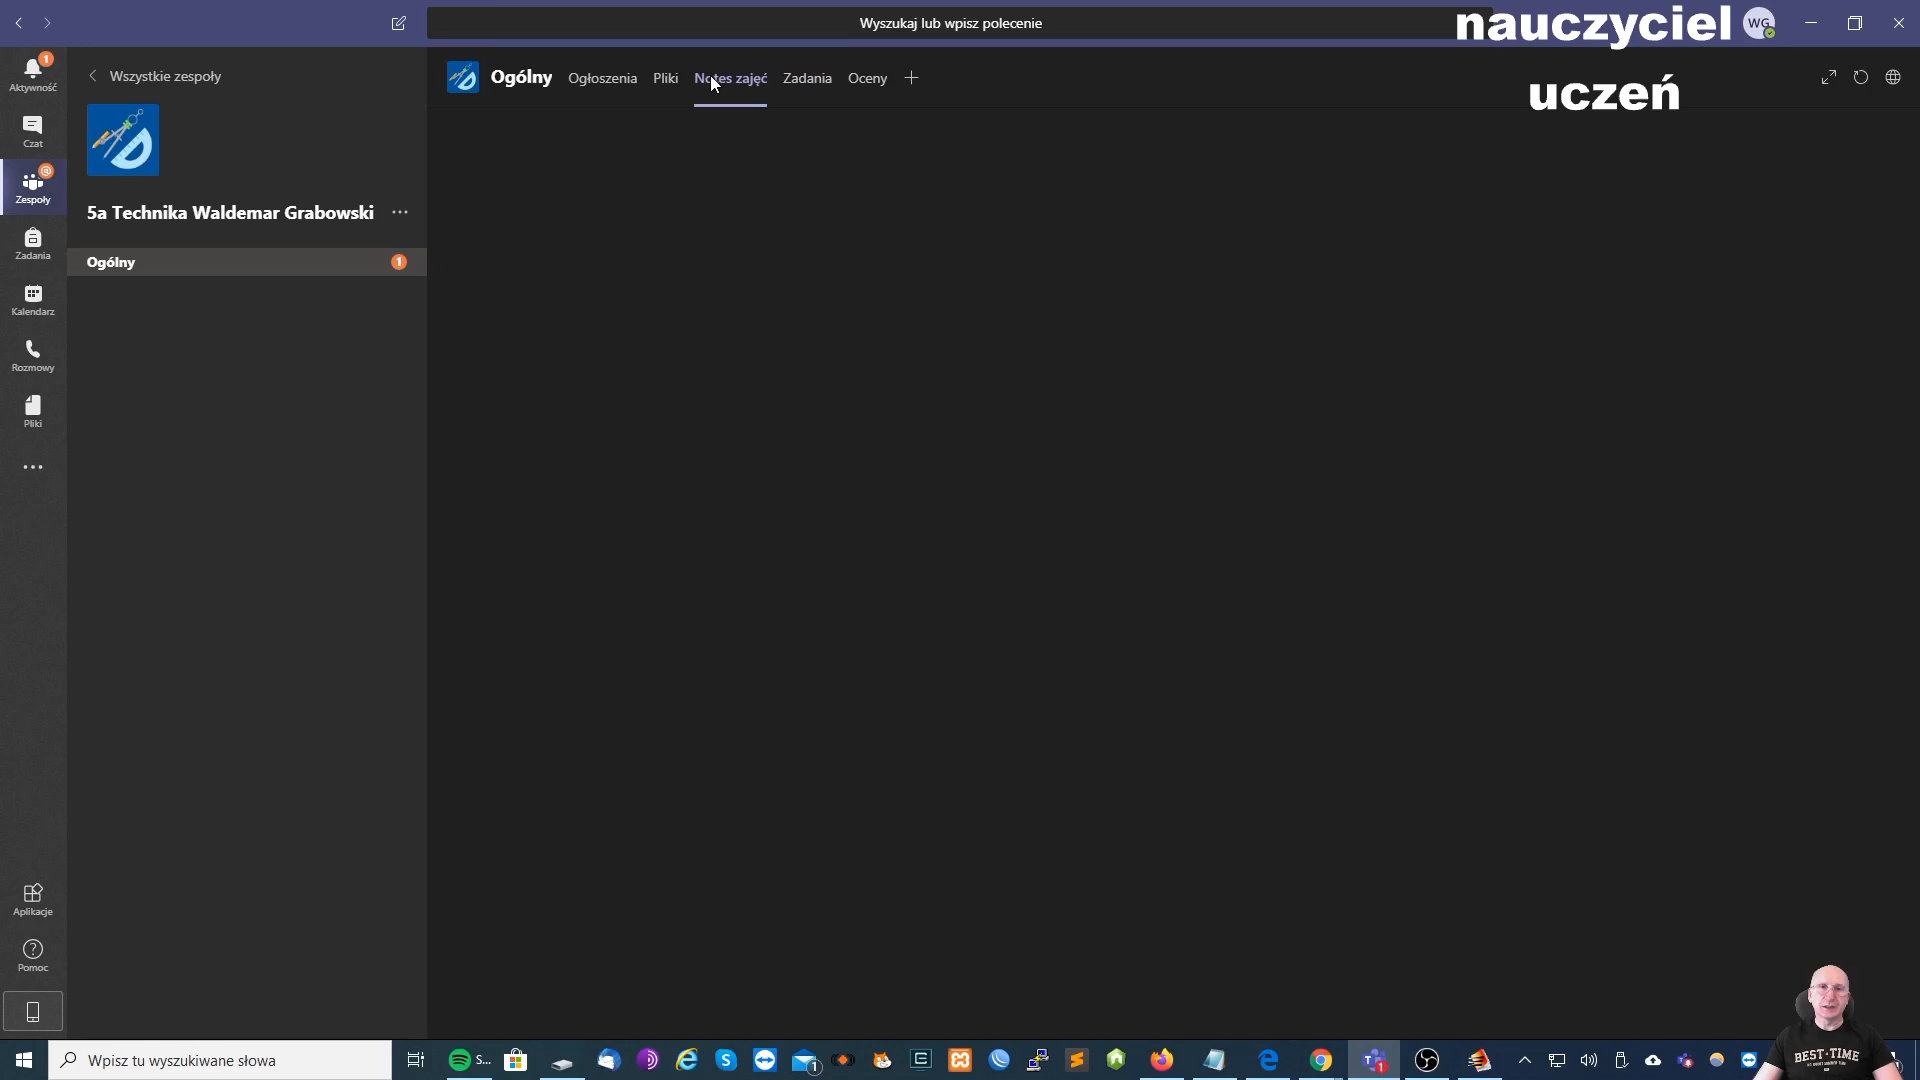 Wyszukaj lub wpisz polecenie
nauczyciel
WG
uczeń
1
Aktywność
Czat
@
Zespoły
Zadania
Kalendarz
Rozmowy
Pliki
Aplikacje
Pomoc
Wszystkie zespoły
5a Technika Waldemar Grabowski
Ogólny 1
Ogólny Ogłoszenia Pliki Notes zajęć Zadania Oceny
BEST·TIME
Wpisz tu wyszukiwane słowa
S...
1
1